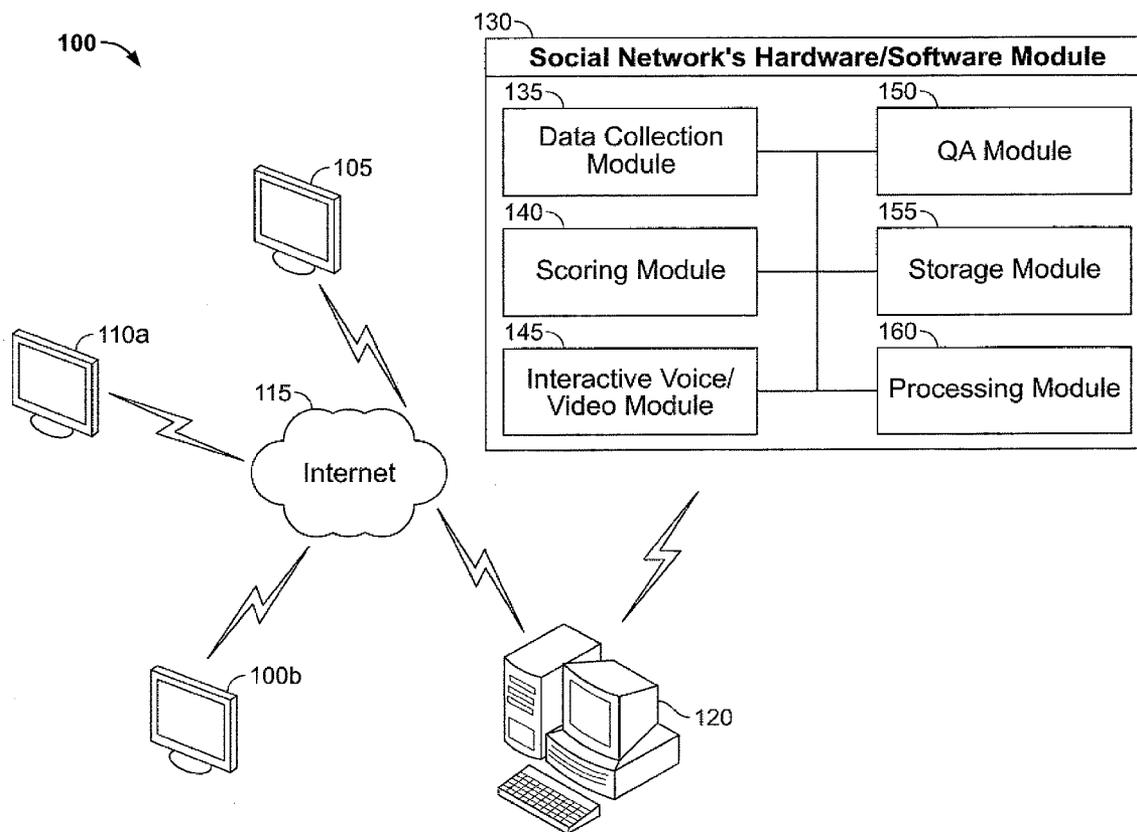 100
130
Social Network's Hardware/Software Module
135
Data Collection
Module
150
QA Module
140
Scoring Module
155
Storage Module
145
Interactive Voice/
Video Module
160
Processing Module
105
110a
115
Internet
100b
120